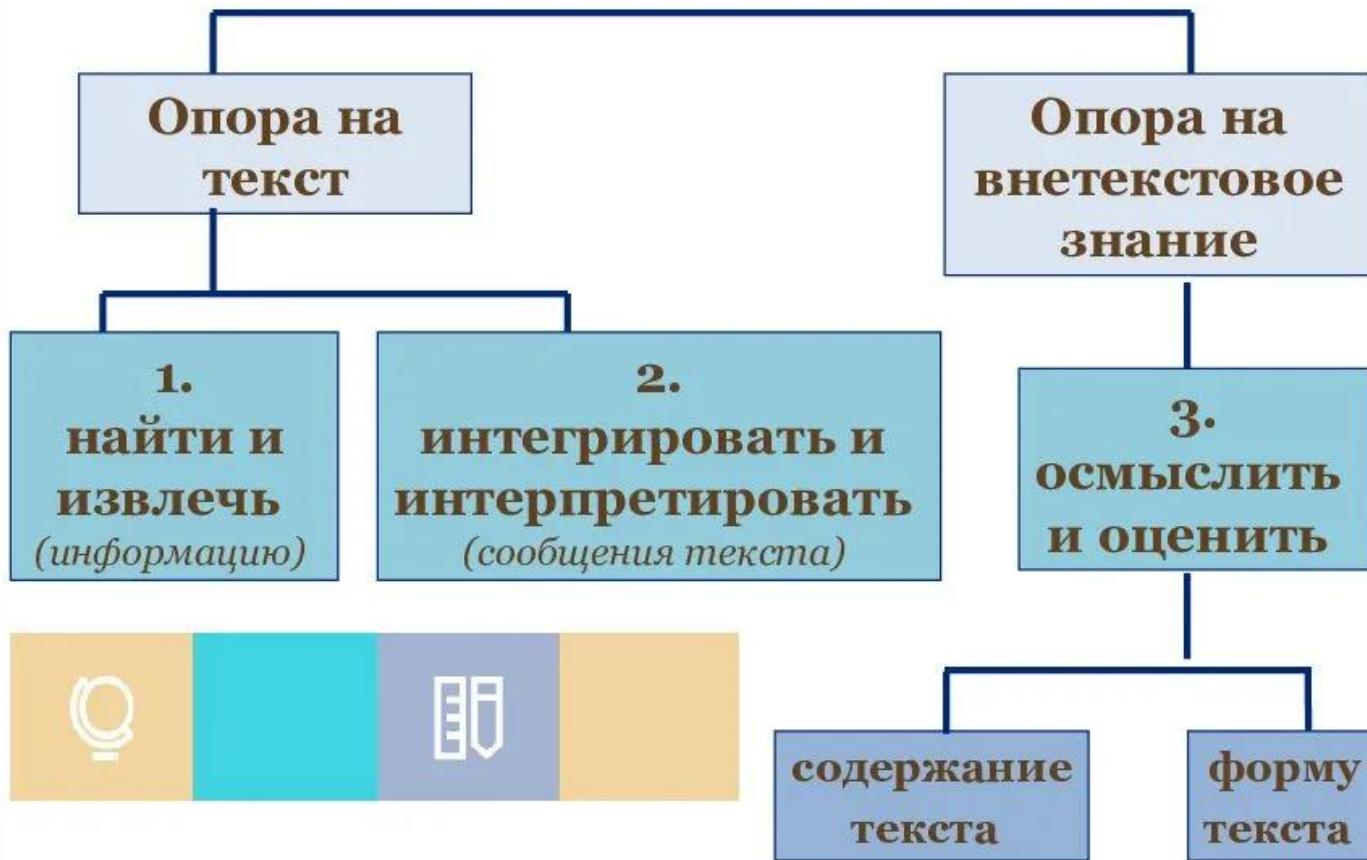 Опора на
текст
Опора на
внетекстовое
знание
1.
найти и
извлечь
(информацию)
2.
интегрировать и
интерпретировать
(сообщения текста)
3.
осмыслить
и оценить
содержание
текста
форму
текста